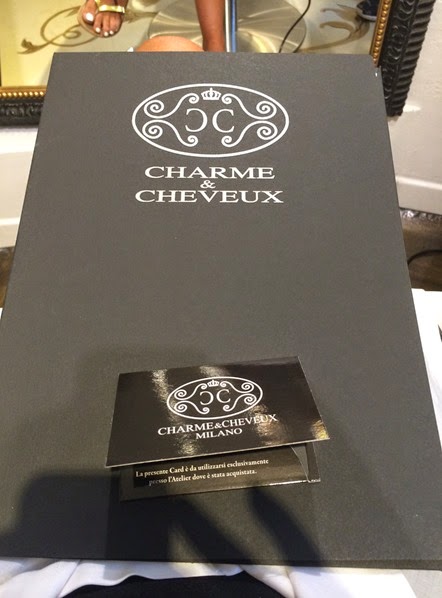 CC
CHARME
&
CHEVEUX
CC
CHARME&CHEVEUX
MILANO
La presente Card è da utilizzarsi esclusivamente
presso l'Atelier dove è stata acquistata.